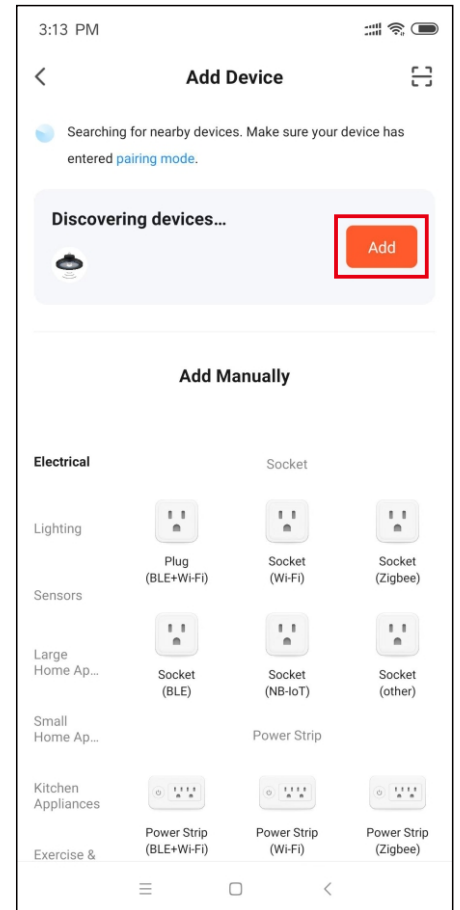 3:13 PM
Add Device
Searching for nearby devices. Make sure your device has
entered pairing mode.
Discovering devices...
Add
Add Manually
Electrical
Socket
Lighting
Plug
(BLE+Wi-Fi)
Socket
(Wi-Fi)
Socket
(Zigbee)
Sensors
Large
Home Ap...
Socket
(BLE)
Socket
(NB-IoT)
Socket
(other)
Small
Home Ap...
Power Strip
Kitchen
Appliances
Power Strip
(BLE+Wi-Fi)
Power Strip
(Wi-Fi)
Power Strip
(Zigbee)
Exercise &